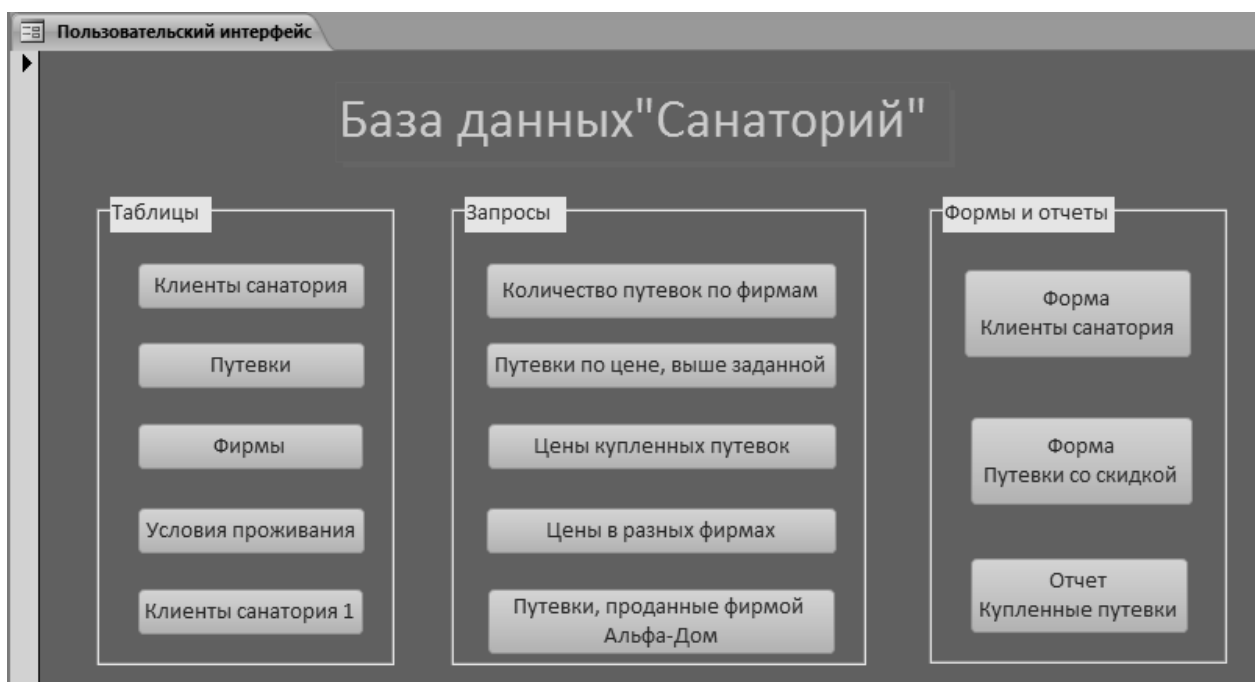 Пользовательский интерфейс
База данных"Санаторий"
Таблицы
Клиенты санатория
Путевки
Фирмы
Условия проживания
Клиенты санатория 1
Запросы
Количество путевок по фирмам
Путевки по цене, выше заданной
Цены купленных путевок
Цены в разных фирмах
Путевки, проданные фирмой
Альфа-Дом
Формы и отчеты
Форма
Клиенты санатория
Форма
Путевки со скидкой
Отчет
Купленные путевки